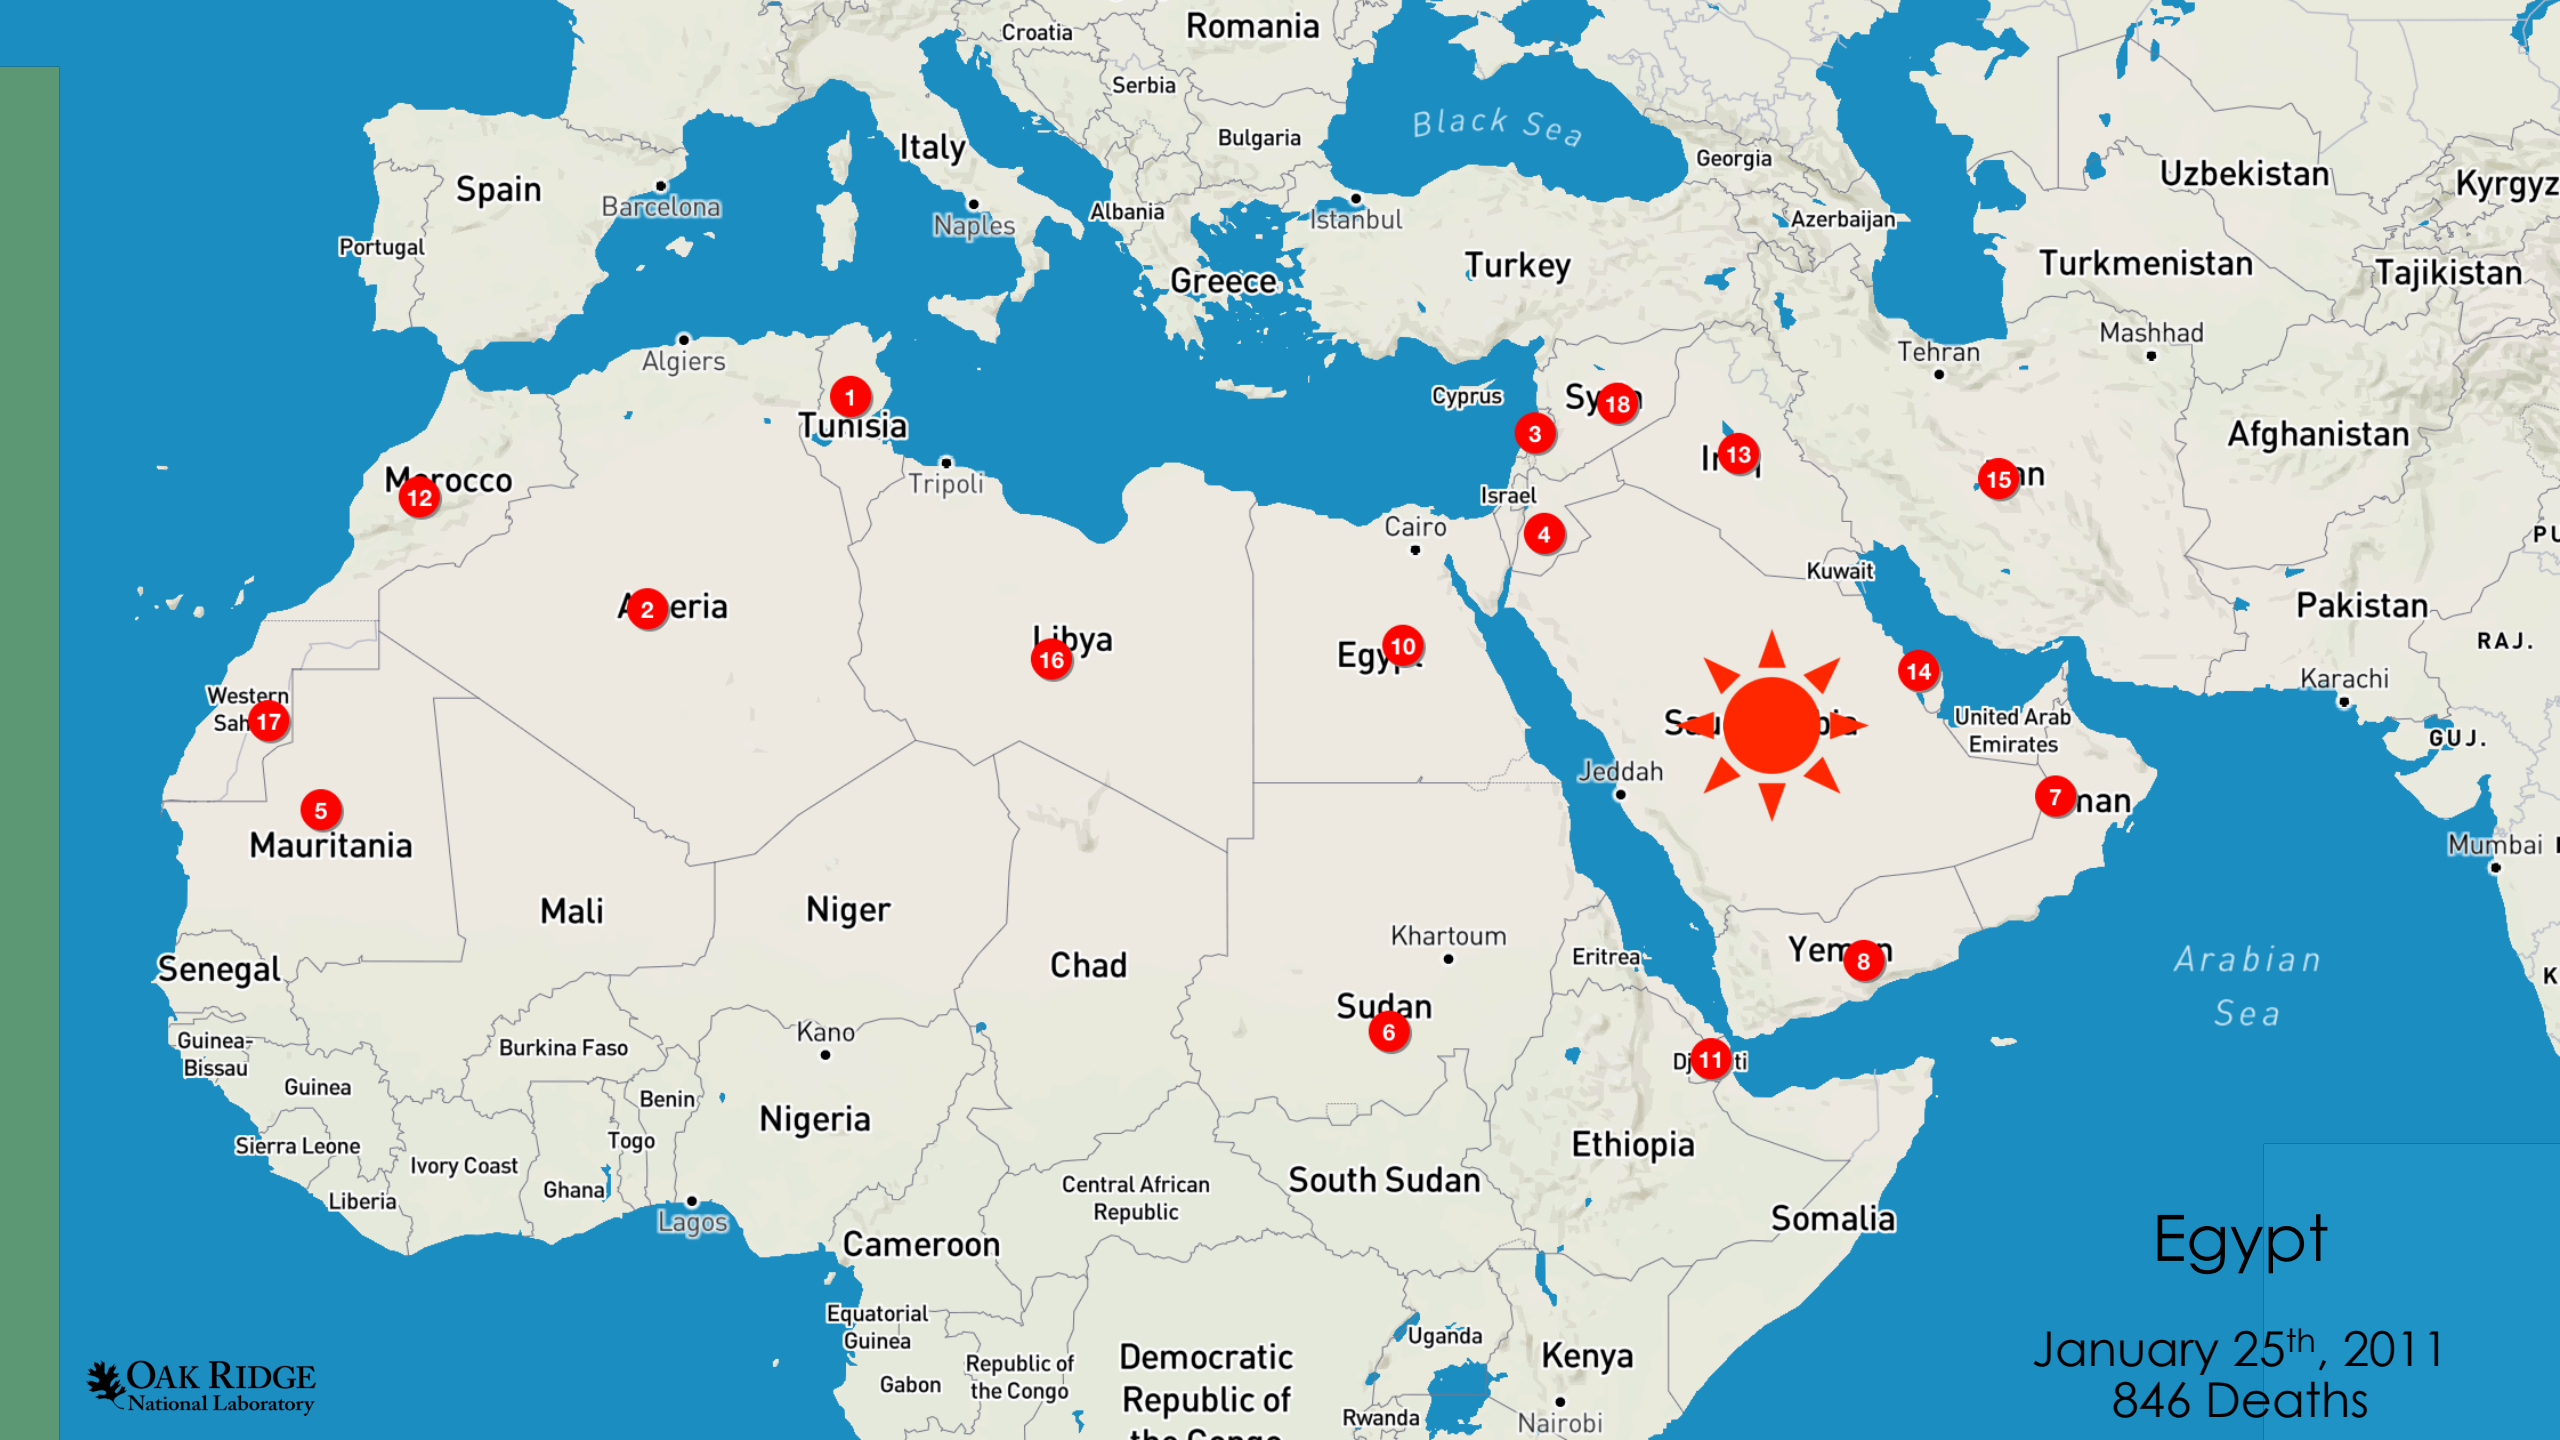 Croatia
Romania
Serbia
Black Sea
Bulgaria
Italy
Georgia
Uzbekistan
Kyrgyz
Spain
Barcelona
Naples
Albania
Istanbul
Azerbaijan
Portugal
Greece
Turkey
Turkmenistan
Tajikistan
Mashhad
Tehran
Algiers
1
Tunisia
Cyprus
18
3
13
Afghanistan
15
12
Tripoli
Israel
Cairo
4
PU
Kuwait
2
Pakistan
Libya
16
10
RAJ.
14
Karachi
Western
17
United Arab
Emirates
GUJ.
Jeddah
7
5
Mauritania
Mumbai
Mali
Niger
Khartoum
Yemen
8
Eritrea
Arabian
Sea
Senegal
Chad
K
Sudan
6
Kano
Guinea-
Bissau
Burkina Faso
11
Guinea
Benin
Nigeria
Togo
Sierra Leone
Ivory Coast
Ethiopia
Ghana
Liberia
Central African
Republic
South Sudan
Lagos
Somalia
Cameroon
Egypt
Equatorial
Guinea
Uganda
Kenya
Democratic
Republic of
the Congo
Republic of
the Congo
Gabon
January 25th, 2011
846 Deaths
Rwanda
Nairobi
OAK RIDGE
National Laboratory